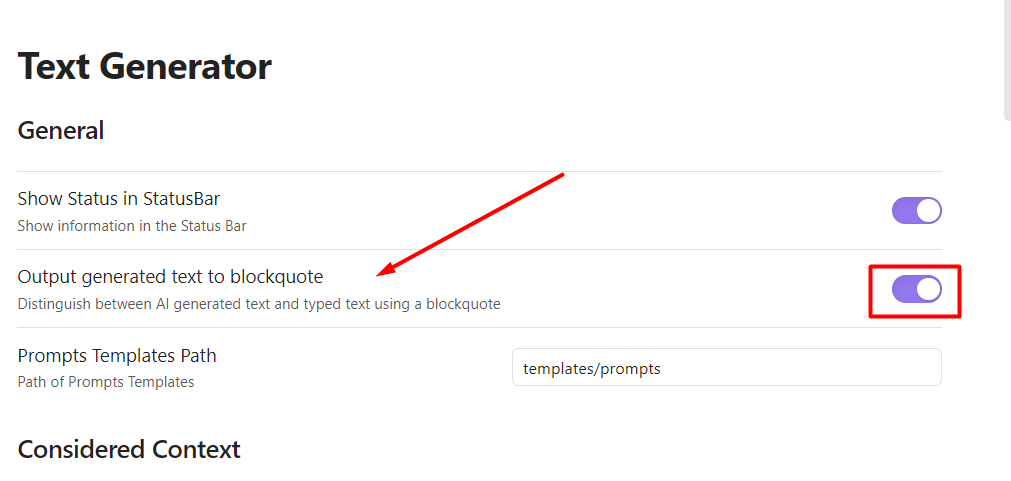 Text Generator
General
Show Status in StatusBar
Show information in the Status Bar
Output generated text to blockquote
Distinguish between AI generated text and typed text using a blockquote
Prompts Templates Path
Path of Prompts Templates
templates/prompts
Considered Context